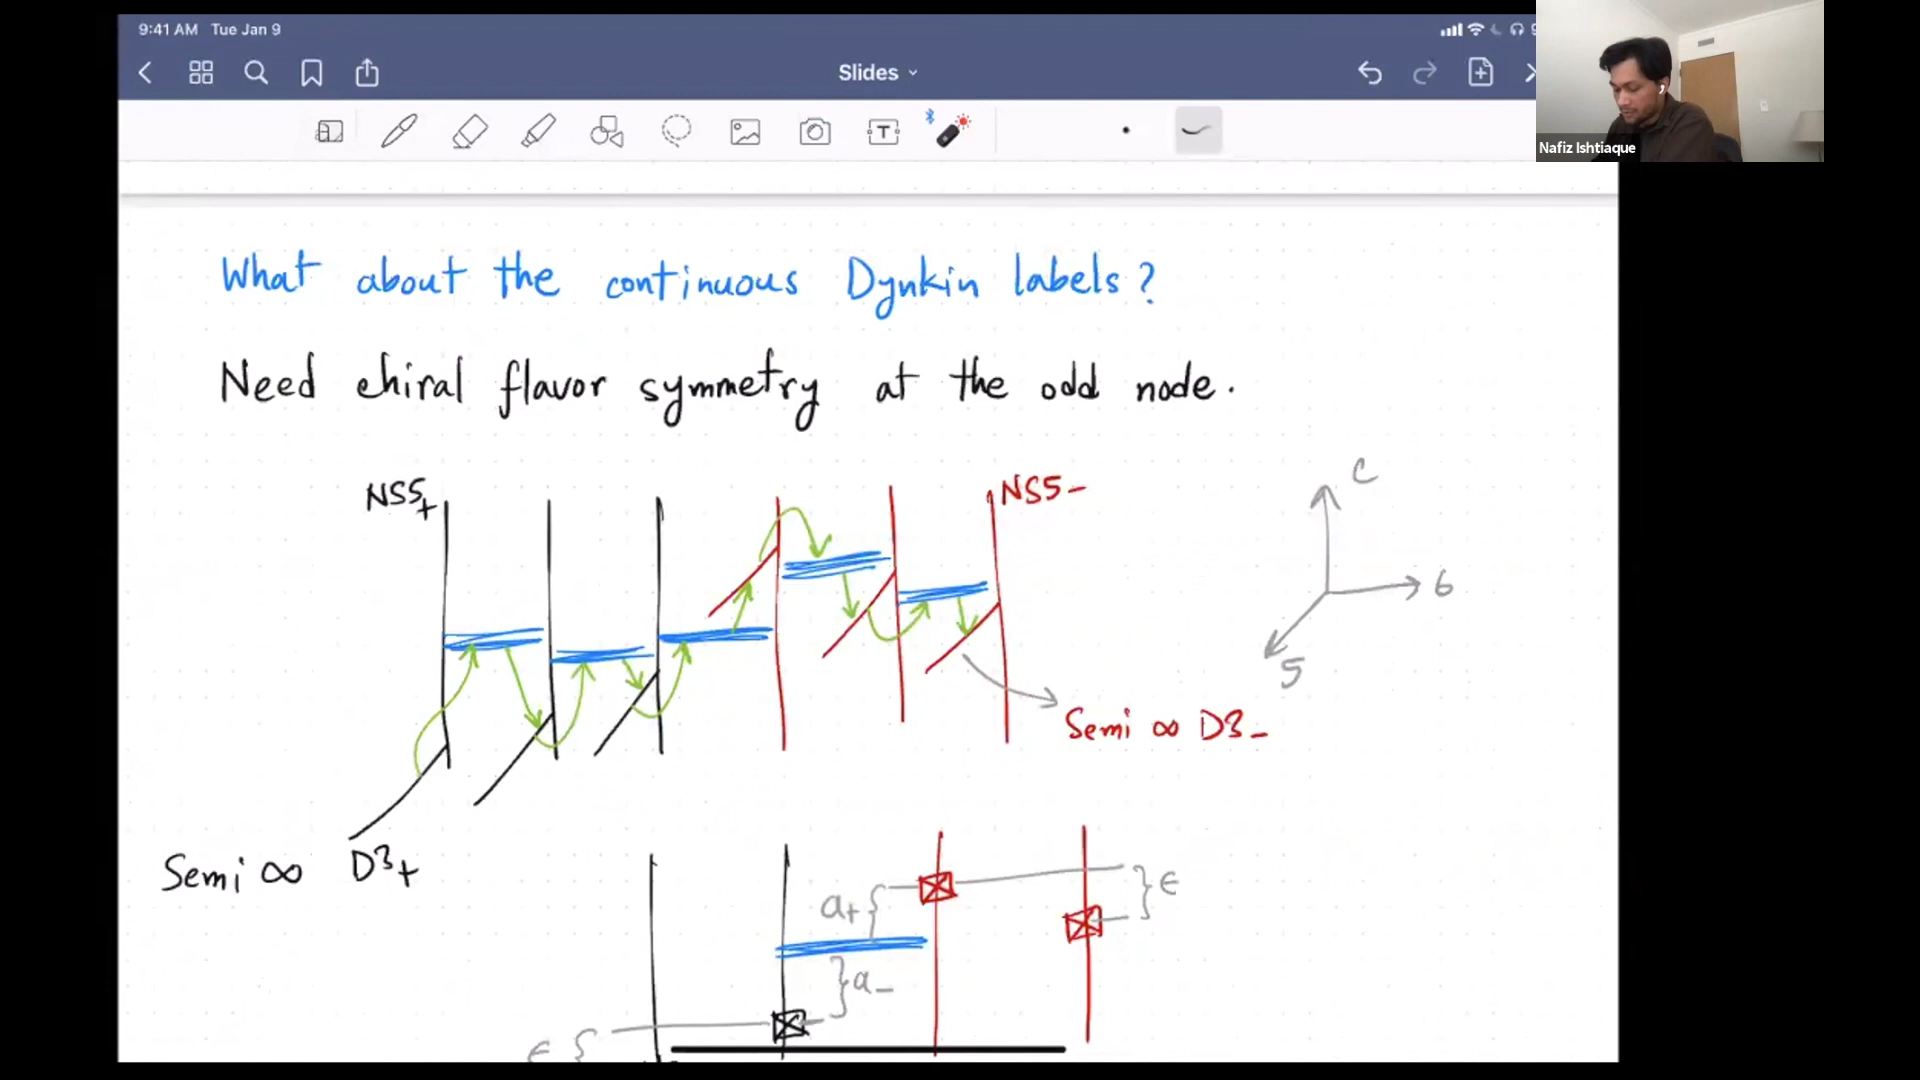 9:41 AM Tue Jan 9
Slides
T
Nafiz Ishtiaque
What about the continuous Dynkin labels?
Need chiral flavor symmetry at the odd node.
NS5+
NS5-
C
6
5
Semi ∞ D3-
Semi ∞ D3+
a+
ϵ
a-
ϵ